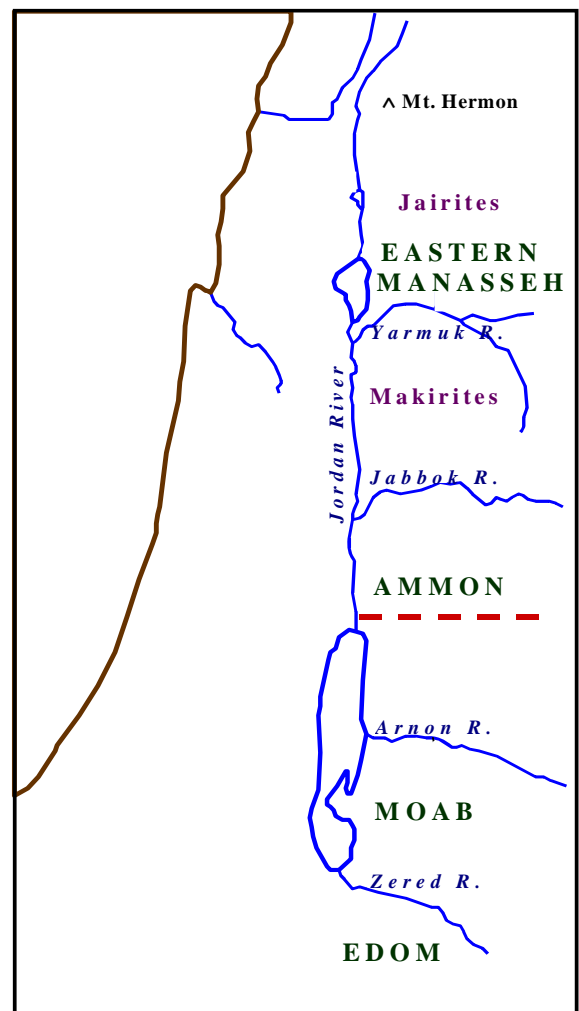 ^ Mt. Hermon
Jairites
EASTERN
MANASSEH
Yarmuk R.
Jordan River
Makirites
Jabbok R.
AMMON
Arnon R.
MOAB
Zered R.
EDOM